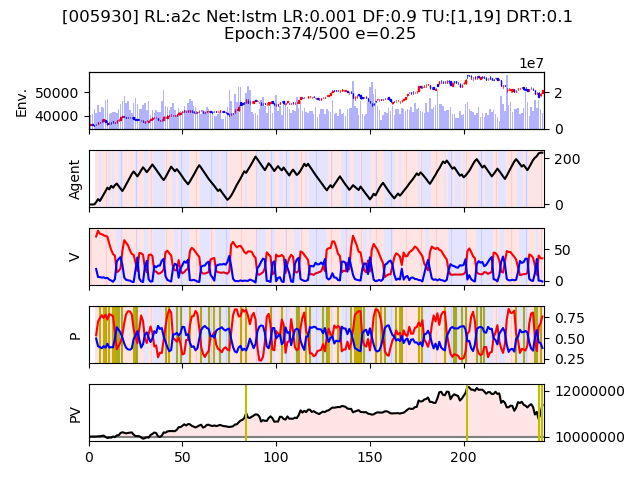 [005930] RL:a2c Net:lstm LR:0.001 DF:0.9 TU:[1,19] DRT:0.1
Epoch:374/500 e=0.25
1e7
Env.
50000
40000
2
0
Agent
200
0
V
50
0
P
0.75
0.50
0.25
PV
12000000
10000000
0 50 100 150 200